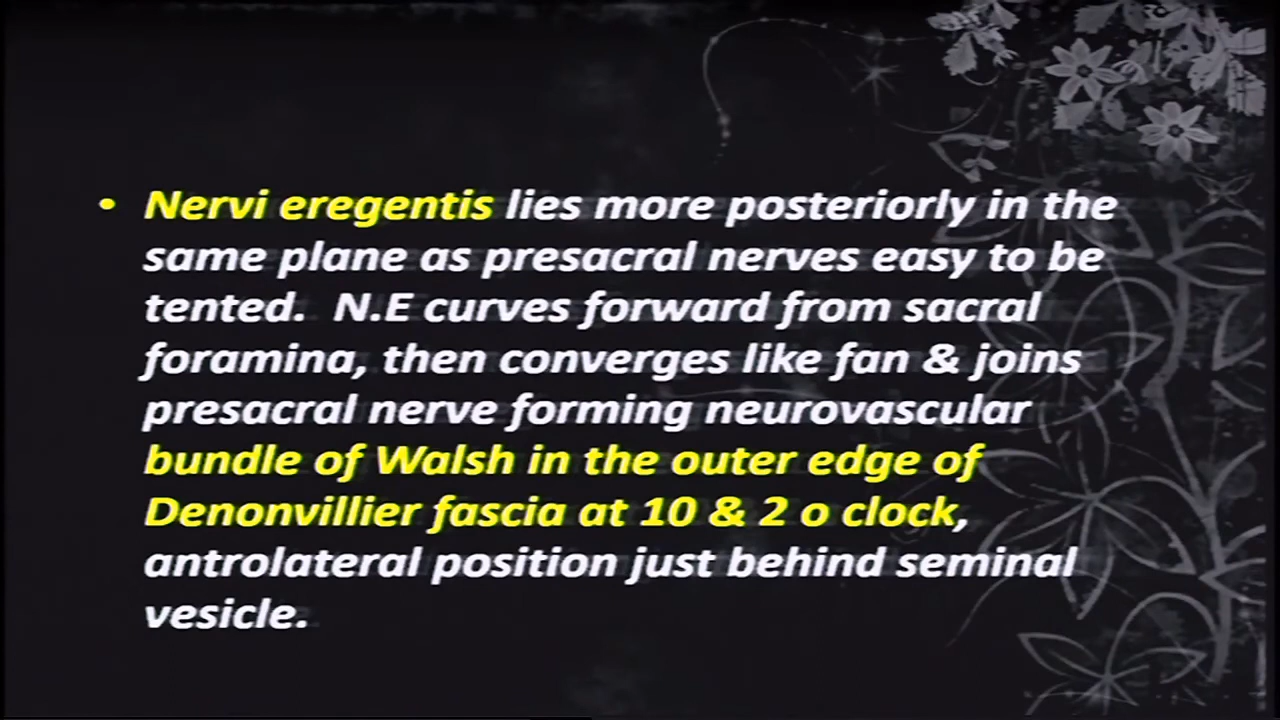 • Nervi eregentis lies more posteriorly in the
same plane as presacral nerves easy to be
tented.  N.E curves forward from sacral
foramina, then converges like fan & joins
presacral nerve forming neurovascular
bundle of Walsh in the outer edge of
Denonvillier fascia at 10 & 2 o clock,
antrolateral position just behind seminal
vesicle.